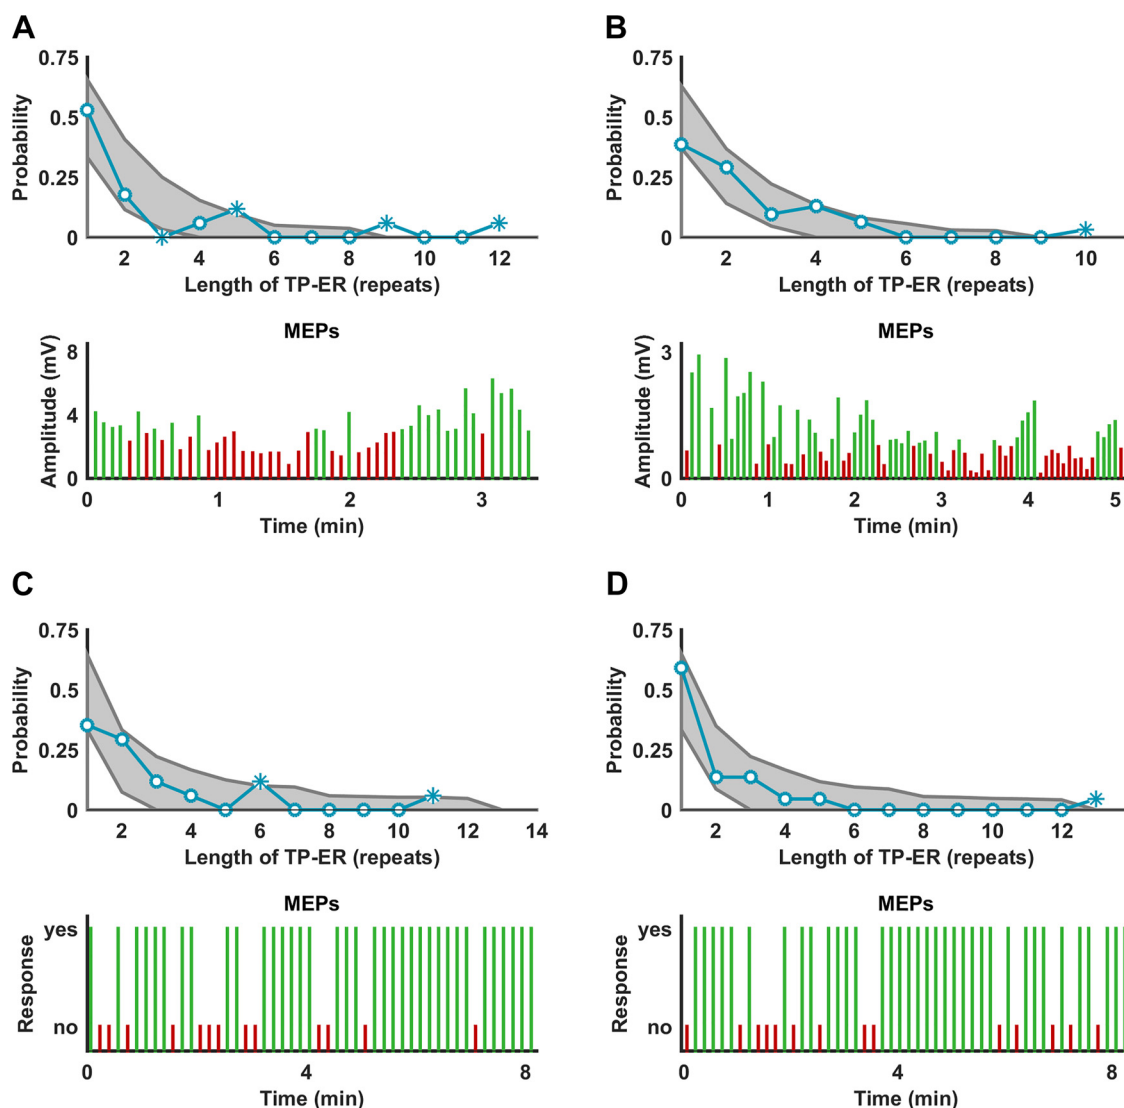 A
0.75
0.5
0.25
0
Probability
2 4 6 8 10 12
Length of TP-ER (repeats)
MEPs
8
4
0
Amplitude (mV)
0 1 2 3
Time (min)
B
0.75
0.5
0.25
0
Probability
2 4 6 8 10
Length of TP-ER (repeats)
MEPs
3
0
Amplitude (mV)
0 1 2 3 4 5
Time (min)
C
0.75
0.5
0.25
0
Probability
2 4 6 8 10 12 14
Length of TP-ER (repeats)
MEPs
yes
no
Response
0 4 8
Time (min)
D
0.75
0.5
0.25
0
Probability
2 4 6 8 10 12
Length of TP-ER (repeats)
MEPs
yes
no
Response
0 4 8
Time (min)